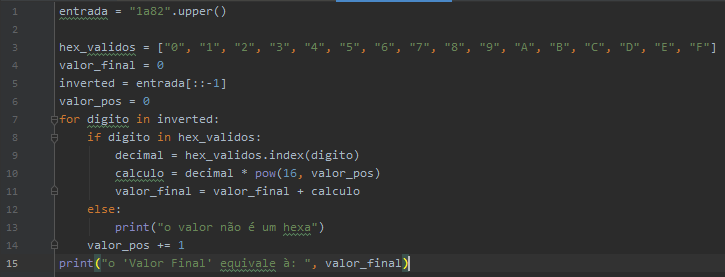 1 entrada = "1a82".upper()
2
3 hex_validos = ["0", "1", "2", "3", "4", "5", "6", "7", "8", "9", "A", "B", "C", "D", "E", "F"]
4 valor_final = 0
5 inverted = entrada[::-1]
6 valor_pos = 0
7 for digito in inverted:
8     if digito in hex_validos:
9         decimal = hex_validos.index(digito)
10         calculo = decimal * pow(16, valor_pos)
11         valor_final = valor_final + calculo
12     else:
13         print("o valor não é um hexa")
14     valor_pos += 1
15 print("o 'Valor Final' equivale à: ", valor_final)